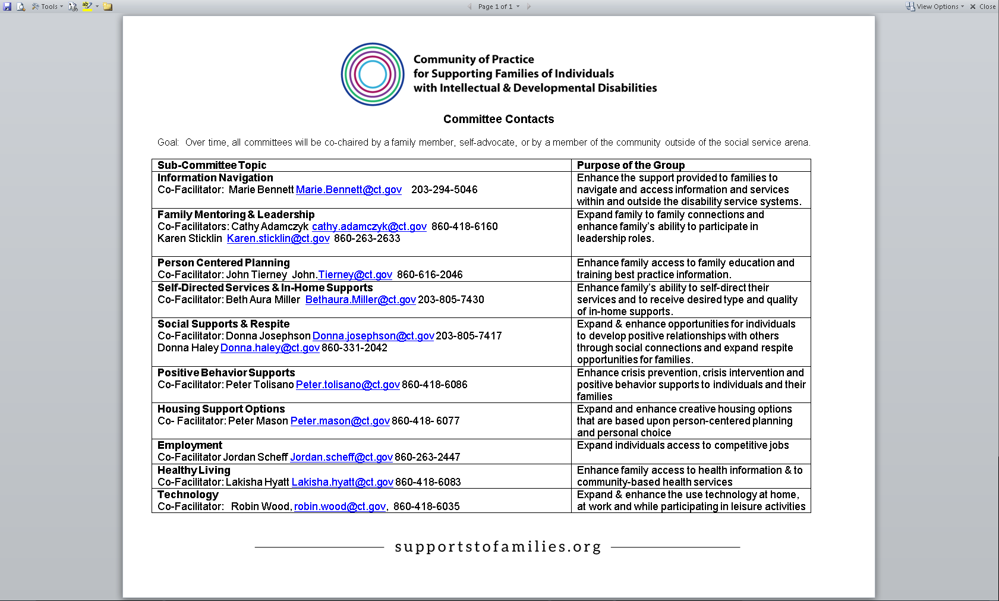 Tools
Page 1 of 1
View Options
Close
Community of Practice
for Supporting Families of Individuals
with Intellectual & Developmental Disabilities
Committee Contacts
Goal: Over time, all committees will be co-chaired by a family member, self-advocate, or by a member of the community outside of the social service arena.
Sub-Committee Topic
Purpose of the Group
Information Navigation
Co-Facilitator: Marie Bennett Marie.Bennett@ct.gov 203-294-5046
Enhance the support provided to families to
navigate and access information and services
within and outside the disability service systems.
Family Mentoring & Leadership
Co-Facilitators: Cathy Adamczyk cathy.adamczyk@ct.gov 860-418-6160
Karen Sticklin Karen.sticklin@ct.gov 860-263-2633
Expand family to family connections and
enhance family's ability to participate in
leadership roles.
Person Centered Planning
Co-Facilitator: John Tierney John.Tierney@ct.gov 860-616-2046
Enhance family access to family education and
training best practice information.
Self-Directed Services & In-Home Supports
Co-Facilitator: Beth Aura Miller Bethaura.Miller@ct.gov 203-805-7430
Enhance family's ability to self-direct their
services and to receive desired type and quality
of in-home supports.
Social Supports & Respite
Co-Facilitator: Donna Josephson Donna.josephson@ct.gov 203-805-7417
Donna Haley Donna.haley@ct.gov 860-331-2042
Expand & enhance opportunities for individuals
to develop positive relationships with others
through social connections and expand respite
opportunities for families.
Positive Behavior Supports
Co-Facilitator: Peter Tolisano Peter.tolisano@ct.gov 860-418-6086
Enhance crisis prevention, crisis intervention and
positive behavior supports to individuals and their
families
Housing Support Options
Co- Facilitator: Peter Mason Peter.mason@ct.gov 860-418- 6077
Expand and enhance creative housing options
that are based upon person-centered planning
and personal choice
Employment
Co-Facilitator Jordan Scheff Jordan.scheff@ct.gov 860-263-2447
Expand individuals access to competitive jobs
Healthy Living
Co-Facilitator: Lakisha Hyatt Lakisha.hyatt@ct.gov 860-418-6083
Enhance family access to health information & to
community-based health services
Technology
Co-Facilitator: Robin Wood, robin.wood@ct.gov, 860-418-6035
Expand & enhance the use technology at home,
at work and while participating in leisure activities
supportstofamilies.org